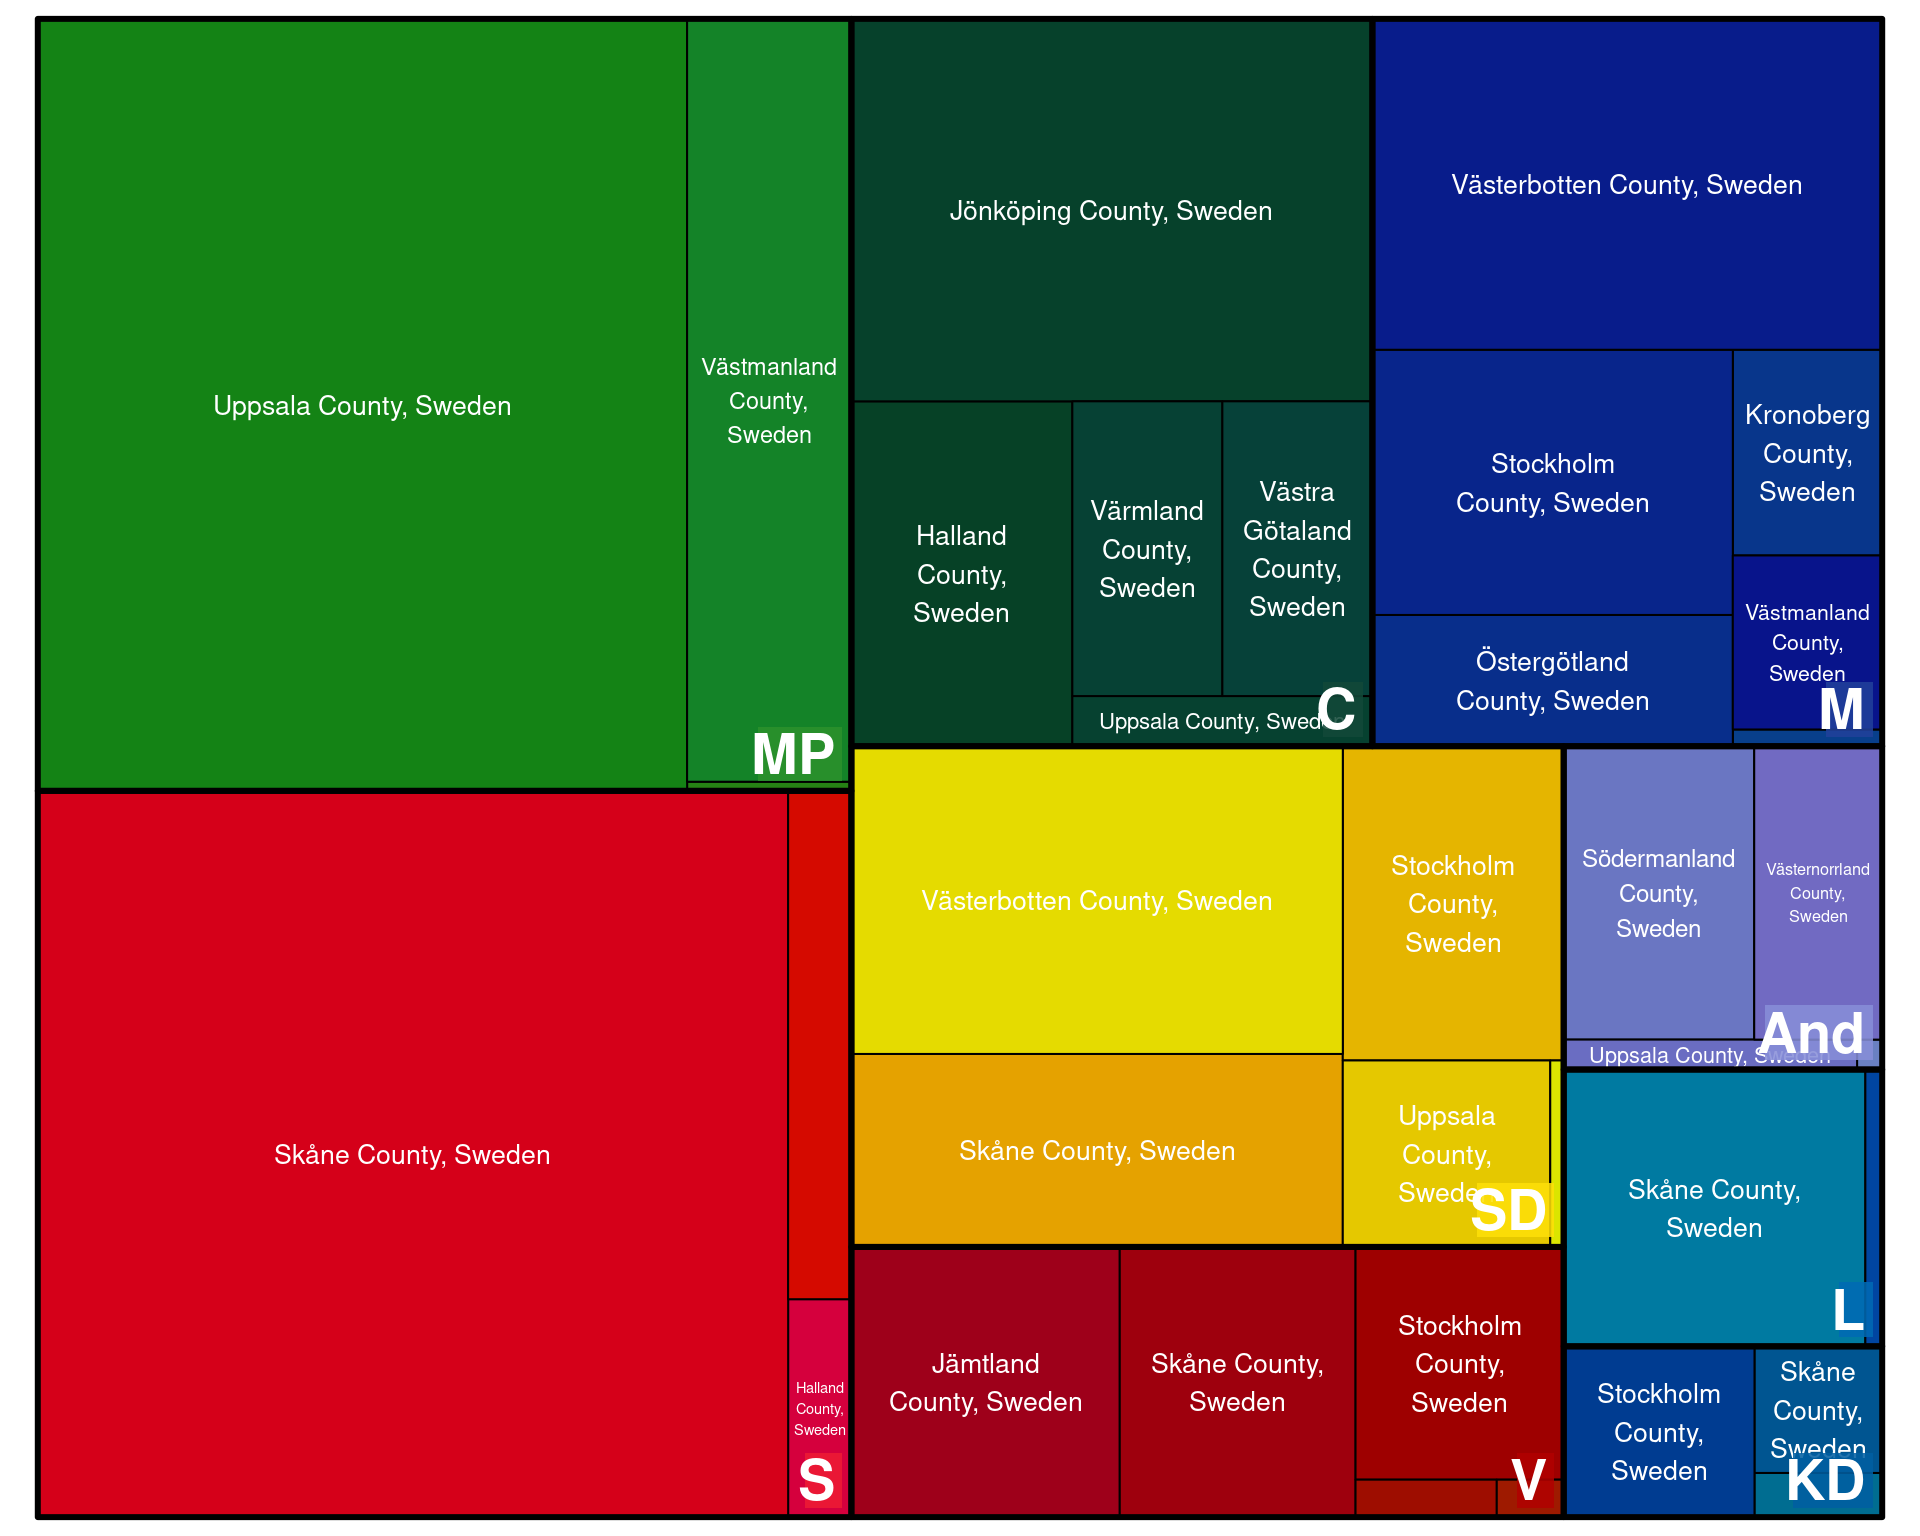 Uppsala County, Sweden
Västmanland
County,
Sweden
MP
Jönköping County, Sweden
Halland
County,
Sweden
Värmland
County,
Sweden
Västra
Götaland
County,
Sweden
Uppsala County, Sweden
C
Västerbotten County, Sweden
Stockholm
County, Sweden
Kronoberg
County,
Sweden
Östergötland
County, Sweden
Västmanland
County,
Sweden
M
Skåne County, Sweden
Halland
County,
Sweden
S
Västerbotten County, Sweden
Stockholm
County,
Sweden
Skåne County, Sweden
Uppsala
County,
Sweden
SD
Södermanland
County,
Sweden
Västernorrland
County,
Sweden
Uppsala County, Sweden
And
Skåne County,
Sweden
L
Jämtland
County, Sweden
Skåne County,
Sweden
Stockholm
County,
Sweden
V
Stockholm
County,
Sweden
Skåne
County,
Sweden
KD